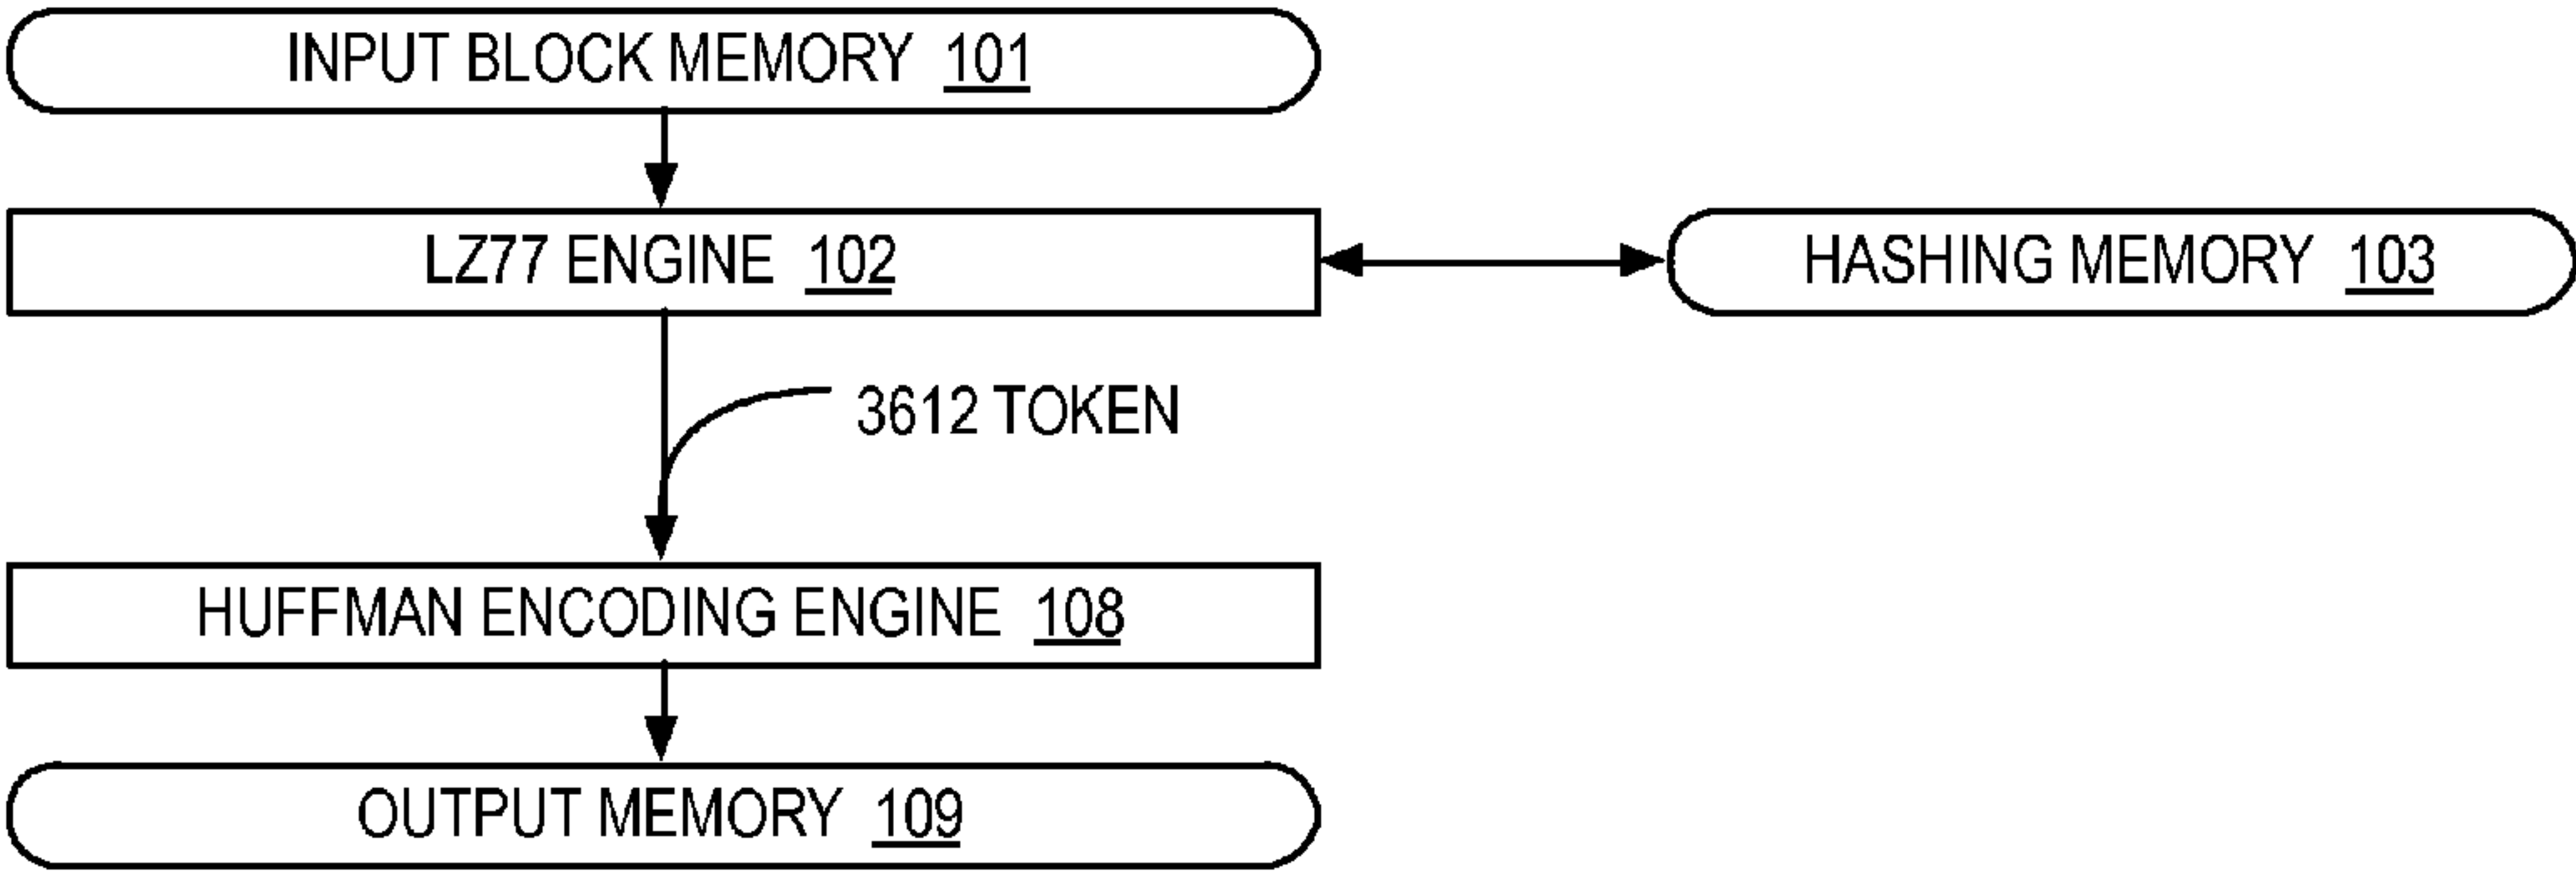 INPUT BLOCK MEMORY 101
LZ77 ENGINE 102
HASHING MEMORY 103
3612 TOKEN
HUFFMAN ENCODING ENGINE 108
OUTPUT MEMORY 109